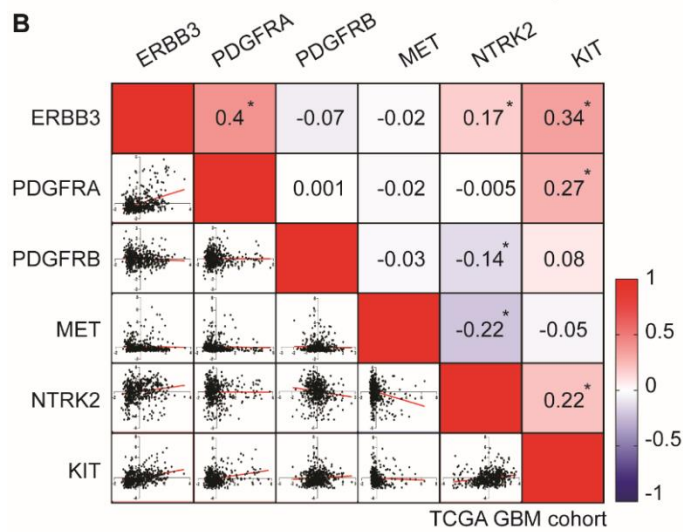 B
ERBB3 PDGFRA PDGFRB MET NTRK2 KIT
ERBB3 0.4* -0.07 -0.02 0.17* 0.34*
PDGFRA 0.001 -0.02 -0.005 0.27*
PDGFRB -0.03 -0.14* 0.08
MET -0.22* -0.05
NTRK2 0.22*
KIT
1
0.5
0
-0.5
-1
TCGA GBM cohort